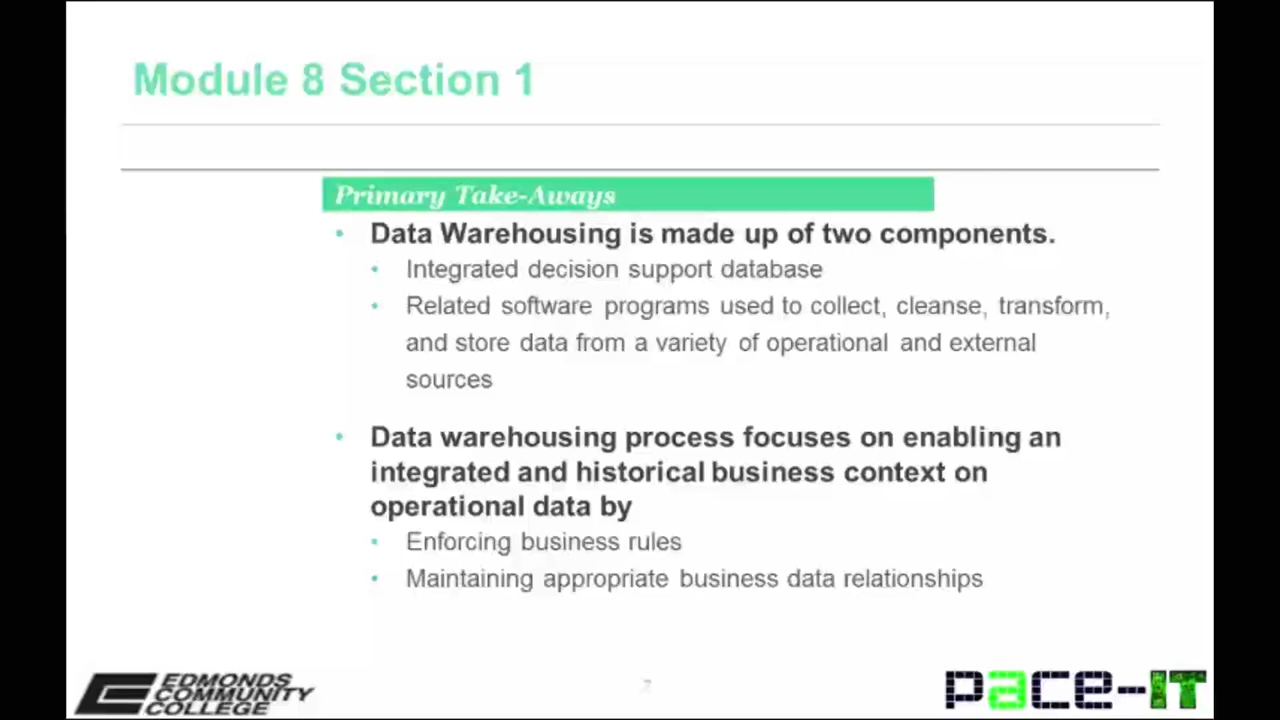 Module 8 Section 1
Primary Take-Aways
• Data Warehousing is made up of two components.
• Integrated decision support database
• Related software programs used to collect, cleanse, transform,
and store data from a variety of operational and external
sources
• Data warehousing process focuses on enabling an
integrated and historical business context on
operational data by
• Enforcing business rules
• Maintaining appropriate business data relationships
EDMONDS
COMMUNITY
COLLEGE
7
pace-IT